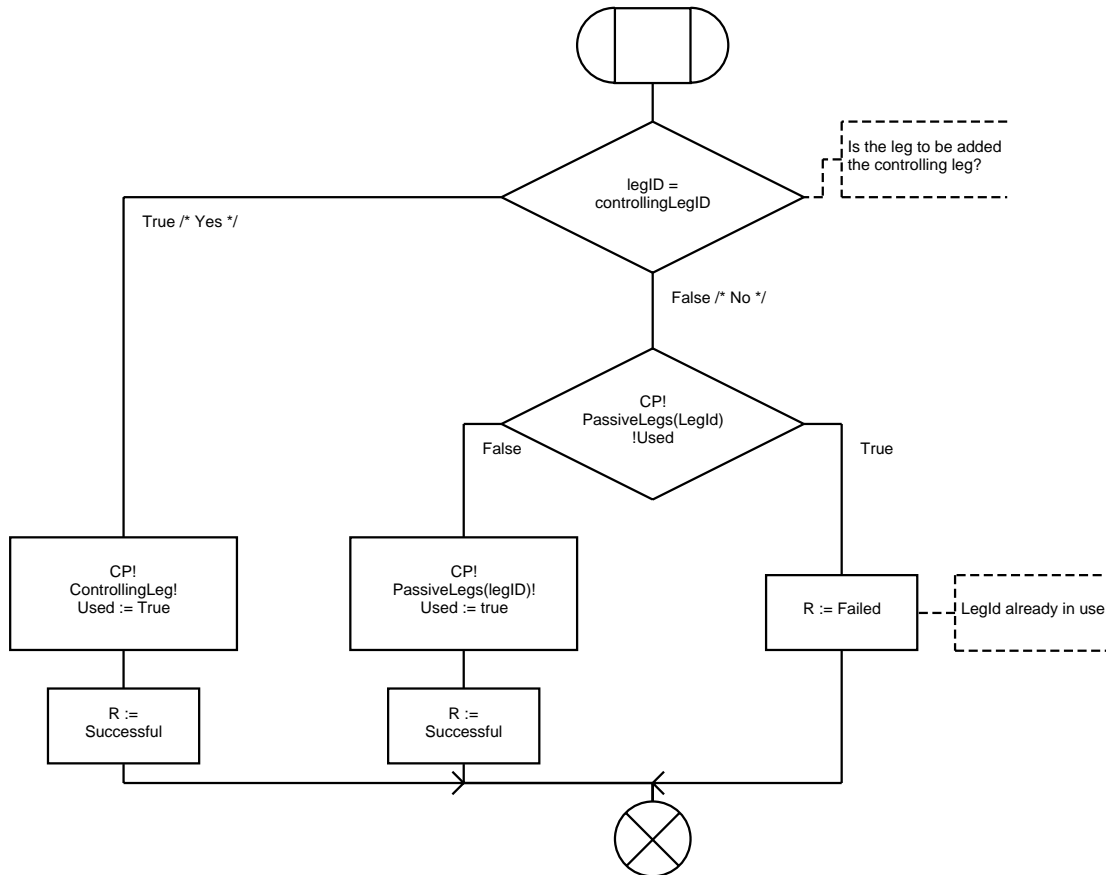 Is the leg to be added
the controlling leg?
legID =
controllingLegID
True /* Yes */
False /* No */
CP!
PassiveLegs(LegId)
!Used
False
True
CP!
ControllingLeg!
Used := True
CP!
PassiveLegs(legID)!
Used := true
R := Failed
LegId already in use
R :=
Successful
R :=
Successful